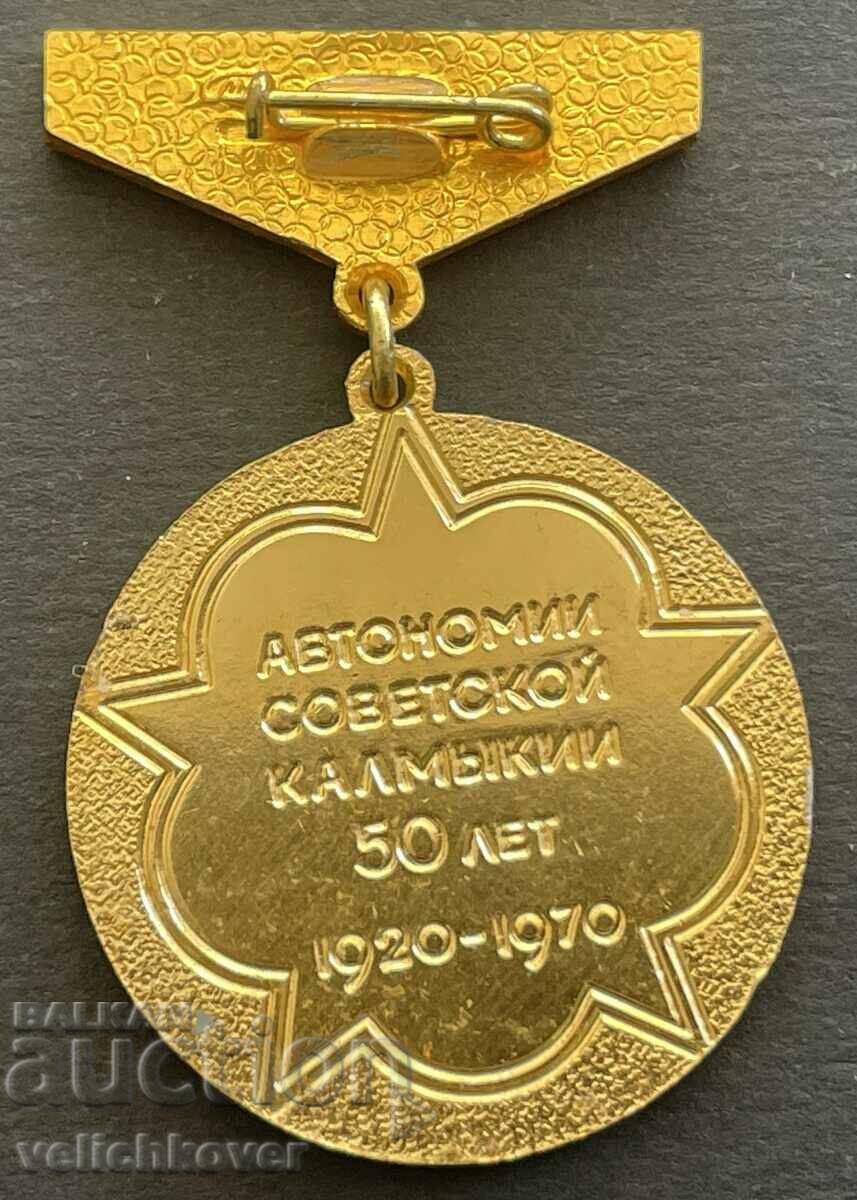 АВТОНОМИИ
СОВЕТСКОЙ
КАЛМЫКИИ
50 ЛЕТ
1920-1970
BALKAN
auction
velichkover